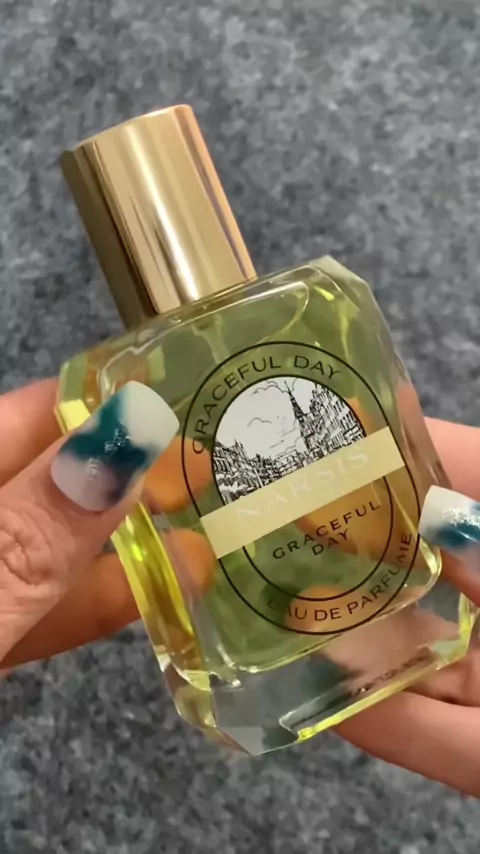 GRACEFUL DAY
NARSIS
GRACEFUL
DAY
EAU DE PARFUME